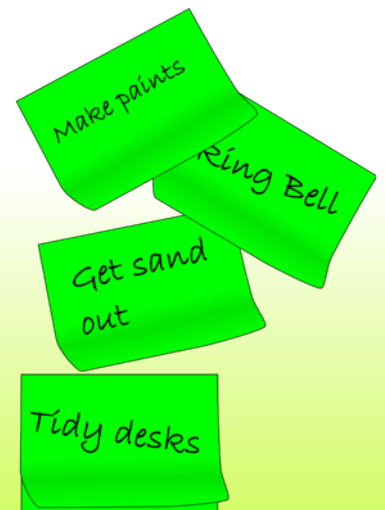 Make paints
Ring Bell
Get sand
out
Tidy desks